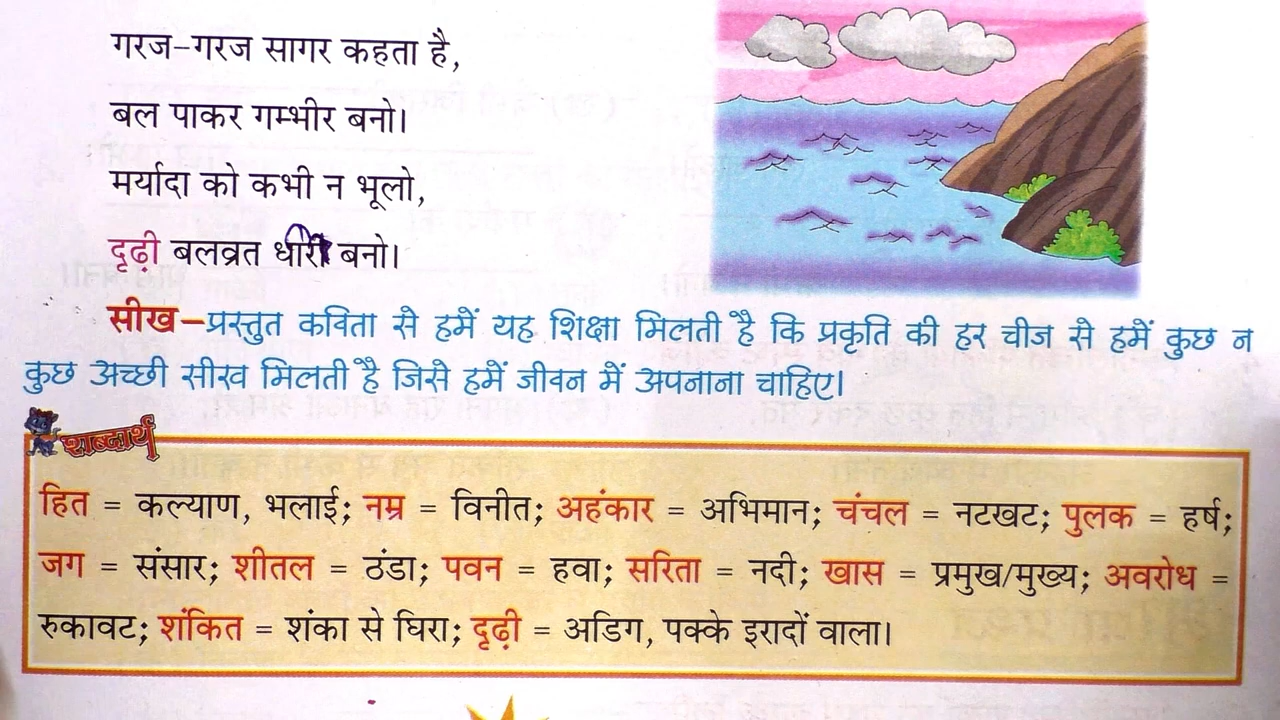 गरज-गरज सागर कहता है,
बल पाकर गम्भीर बनो।
मर्यादा को कभी न भूलो,
दृढ़ी बलव्रत बनो।
सीख–प्रस्तुत कविता से हमें यह शिक्षा मिलती है कि प्रकृति की हर चीज से हमें कुछ न
कुछ अच्छी सीख मिलती है जिसे हमें जीवन में अपनाना चाहिए।
शब्दार्थ
हित = कल्याण, भलाई; नम्र = विनीत; अहंकार = अभिमान; चंचल = नटखट; पुलक = हर्ष;
जग = संसार; शीतल = ठंडा; पवन = हवा; सरिता = नदी; खास = प्रमुख/मुख्य; अवरोध =
रुकावट; शंकित = शंका से घिरा; दृढ़ी = अडिग, पक्के इरादों वाला।